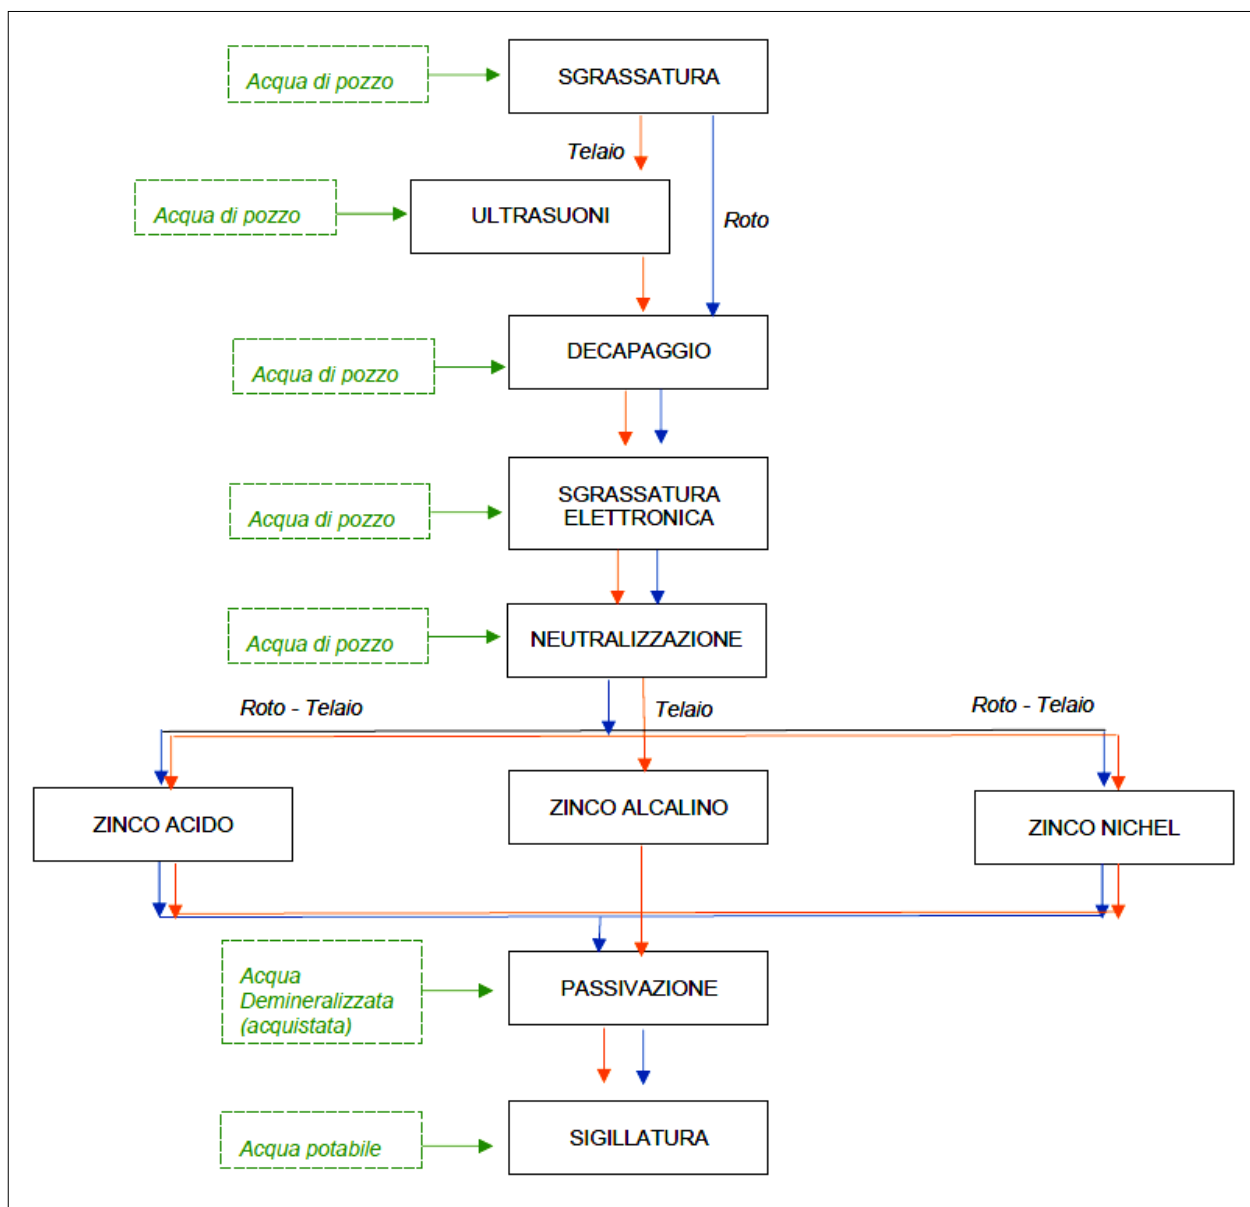 Acqua di pozzo
SGRASSATURA
Telaio
Acqua di pozzo
ULTRASUONI
Roto
Acqua di pozzo
DECAPAGGIO
Acqua di pozzo
SGRASSATURA
ELETTRONICA
Acqua di pozzo
NEUTRALIZZAZIONE
Roto - Telaio
Telaio
Roto - Telaio
ZINCO ACIDO
ZINCO ALCALINO
ZINCO NICHEL
Acqua
Demineralizzata
(acquistata)
PASSIVAZIONE
Acqua potabile
SIGILLATURA